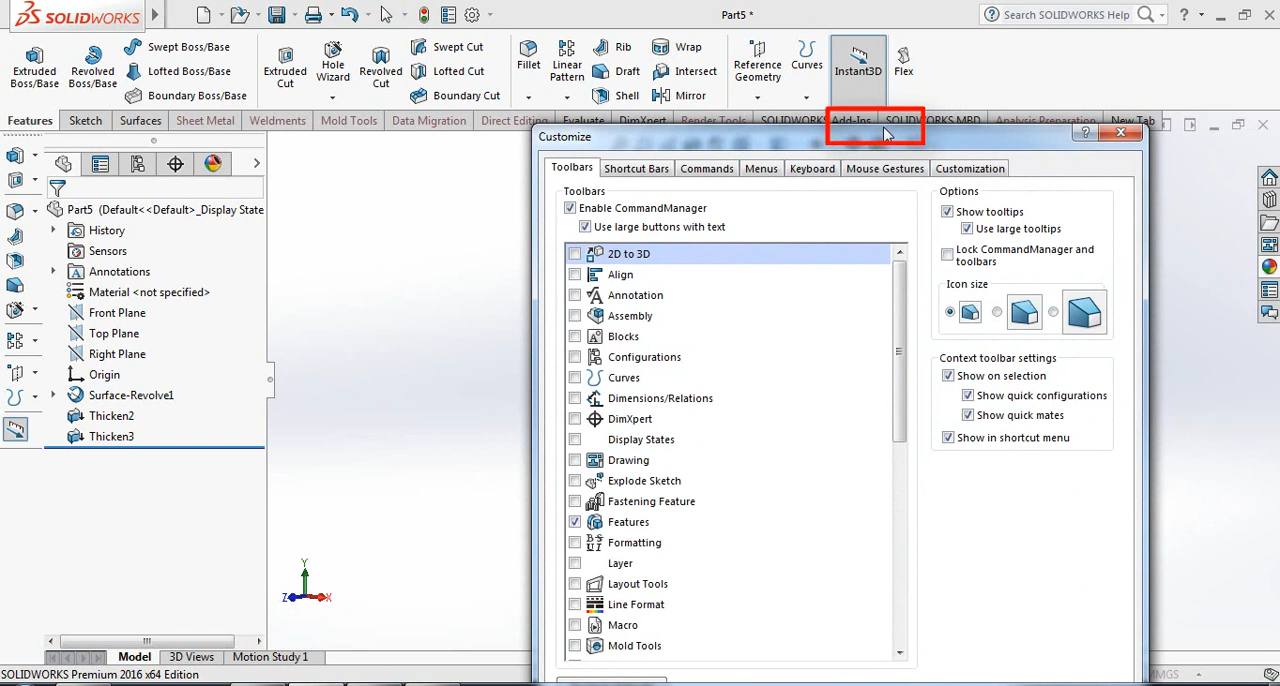 SOLIDWORKS
Part5 *
Search SOLIDWORKS Help
Extruded Boss/Base
Revolved Boss/Base
Swept Boss/Base
Lofted Boss/Base
Boundary Boss/Base
Extruded Cut
Hole Wizard
Revolved Cut
Swept Cut
Lofted Cut
Boundary Cut
Fillet
Linear Pattern
Rib
Draft
Shell
Wrap
Intersect
Mirror
Reference Geometry
Curves
Instant3D
Flex
Features Sketch Surfaces Sheet Metal Weldments Mold Tools Data Migration Direct Editing Evaluate DimXpert Render Tools SOLIDWORKS Add-Ins SOLIDWORKS MBD Analysis Preparation New Tab
Part5 (Default<<Default>_Display State
History
Sensors
Annotations
Material <not specified>
Front Plane
Top Plane
Right Plane
Origin
Surface-Revolve1
Thicken2
Thicken3
Y
Z
X
Customize
Toolbars Shortcut Bars Commands Menus Keyboard Mouse Gestures Customization
Toolbars
Enable CommandManager
Use large buttons with text
2D to 3D
Align
Annotation
Assembly
Blocks
Configurations
Curves
Dimensions/Relations
DimXpert
Display States
Drawing
Explode Sketch
Fastening Feature
Features
Formatting
Layer
Layout Tools
Line Format
Macro
Mold Tools
Options
Show tooltips
Use large tooltips
Lock CommandManager and
toolbars
Icon size
Context toolbar settings
Show on selection
Show quick configurations
Show quick mates
Show in shortcut menu
Model 3D Views Motion Study 1
SOLIDWORKS Premium 2016 x64 Edition
MMGS